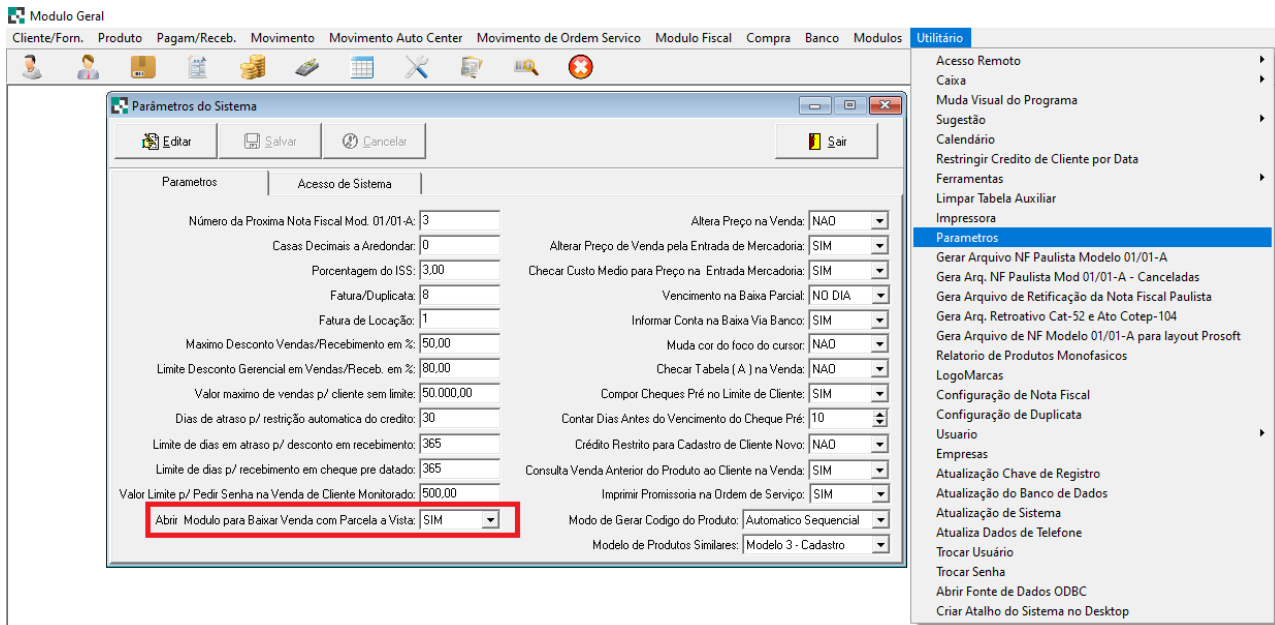 Modulo Geral
Cliente/Forn. Produto Pagam/Receb. Movimento Movimento Auto Center Movimento de Ordem Servico Modulo Fiscal Compra Banco Modulos Utilitário
Parâmetros do Sistema
Editar Salvar Cancelar Sair
Parametros Acesso de Sistema
Número da Proxima Nota Fiscal Mod. 01/01-A: 3
Casas Decimais a Aredondar: 0
Porcentagem do ISS: 3,00
Fatura/Duplicata: 8
Fatura de Locação: 1
Maximo Desconto Vendas/Recebimento em %: 50,00
Limite Desconto Gerencial em Vendas/Receb. em %: 80,00
Valor maximo de vendas p/ cliente sem limite: 50.000,00
Dias de atraso p/ restrição automatica do credito: 30
Limite de dias em atraso p/ desconto em recebimento: 365
Limite de dias p/ recebimento em cheque pre datado: 365
Valor Limite p/ Pedir Senha na Venda de Cliente Monitorado: 500,00
Abrir Modulo para Baixar Venda com Parcela a Vista: SIM
Altera Preço na Venda: NAO
Alterar Preço de Venda pela Entrada de Mercadoria: SIM
Checar Custo Medio para Preço na Entrada Mercadoria: SIM
Vencimento na Baixa Parcial: NO DIA
Informar Conta na Baixa Via Banco: SIM
Muda cor do foco do cursor: NAO
Checar Tabela ( A ) na Venda: NAO
Compor Cheques Pré no Limite de Cliente: SIM
Contar Dias Antes do Vencimento do Cheque Pré: 10
Crédito Restrito para Cadastro de Cliente Novo: NAO
Consulta Venda Anterior do Produto ao Cliente na Venda: SIM
Imprimir Promissoria na Ordem de Serviço: SIM
Modo de Gerar Codigo do Produto: Automatico Sequencial
Modelo de Produtos Similares: Modelo 3 - Cadastro
Acesso Remoto
Caixa
Muda Visual do Programa
Sugestão
Calendário
Restringir Credito de Cliente por Data
Ferramentas
Limpar Tabela Auxiliar
Impressora
Parametros
Gerar Arquivo NF Paulista Modelo 01/01-A
Gera Arq. NF Paulista Mod 01/01-A - Canceladas
Gera Arquivo de Retificação da Nota Fiscal Paulista
Gera Arq. Retroativo Cat-52 e Ato Cotep-104
Gera Arquivo de NF Modelo 01/01-A para layout Prosoft
Relatorio de Produtos Monofasicos
LogoMarcas
Configuração de Nota Fiscal
Configuração de Duplicata
Usuario
Empresas
Atualização Chave de Registro
Atualização do Banco de Dados
Atualização de Sistema
Atualiza Dados de Telefone
Trocar Usuário
Trocar Senha
Abrir Fonte de Dados ODBC
Criar Atalho do Sistema no Desktop